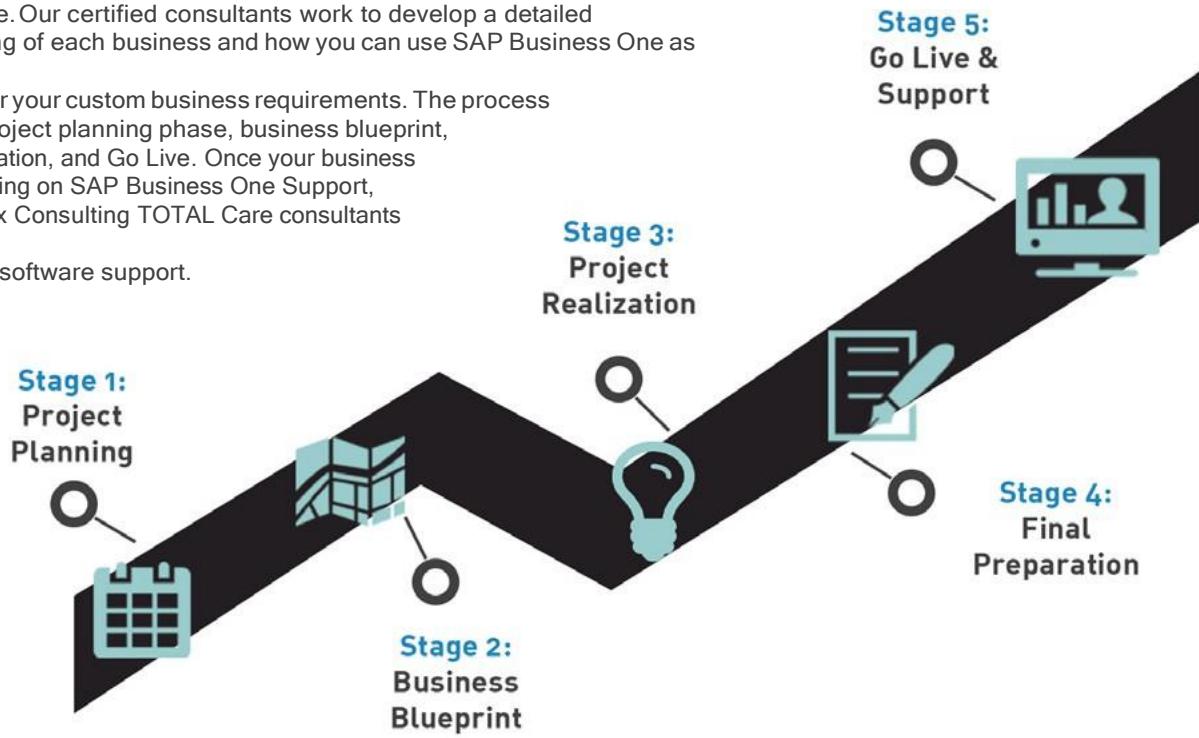 e. Our certified consultants work to develop a detailed
ng of each business and how you can use SAP Business One as
r your custom business requirements. The process
oject planning phase, business blueprint,
ation, and Go Live. Once your business
ing on SAP Business One Support,
x Consulting TOTAL Care consultants
software support.
Stage 1:
Project
Planning
Stage 2:
Business
Blueprint
Stage 3:
Project
Realization
Stage 4:
Final
Preparation
Stage 5:
Go Live &
Support